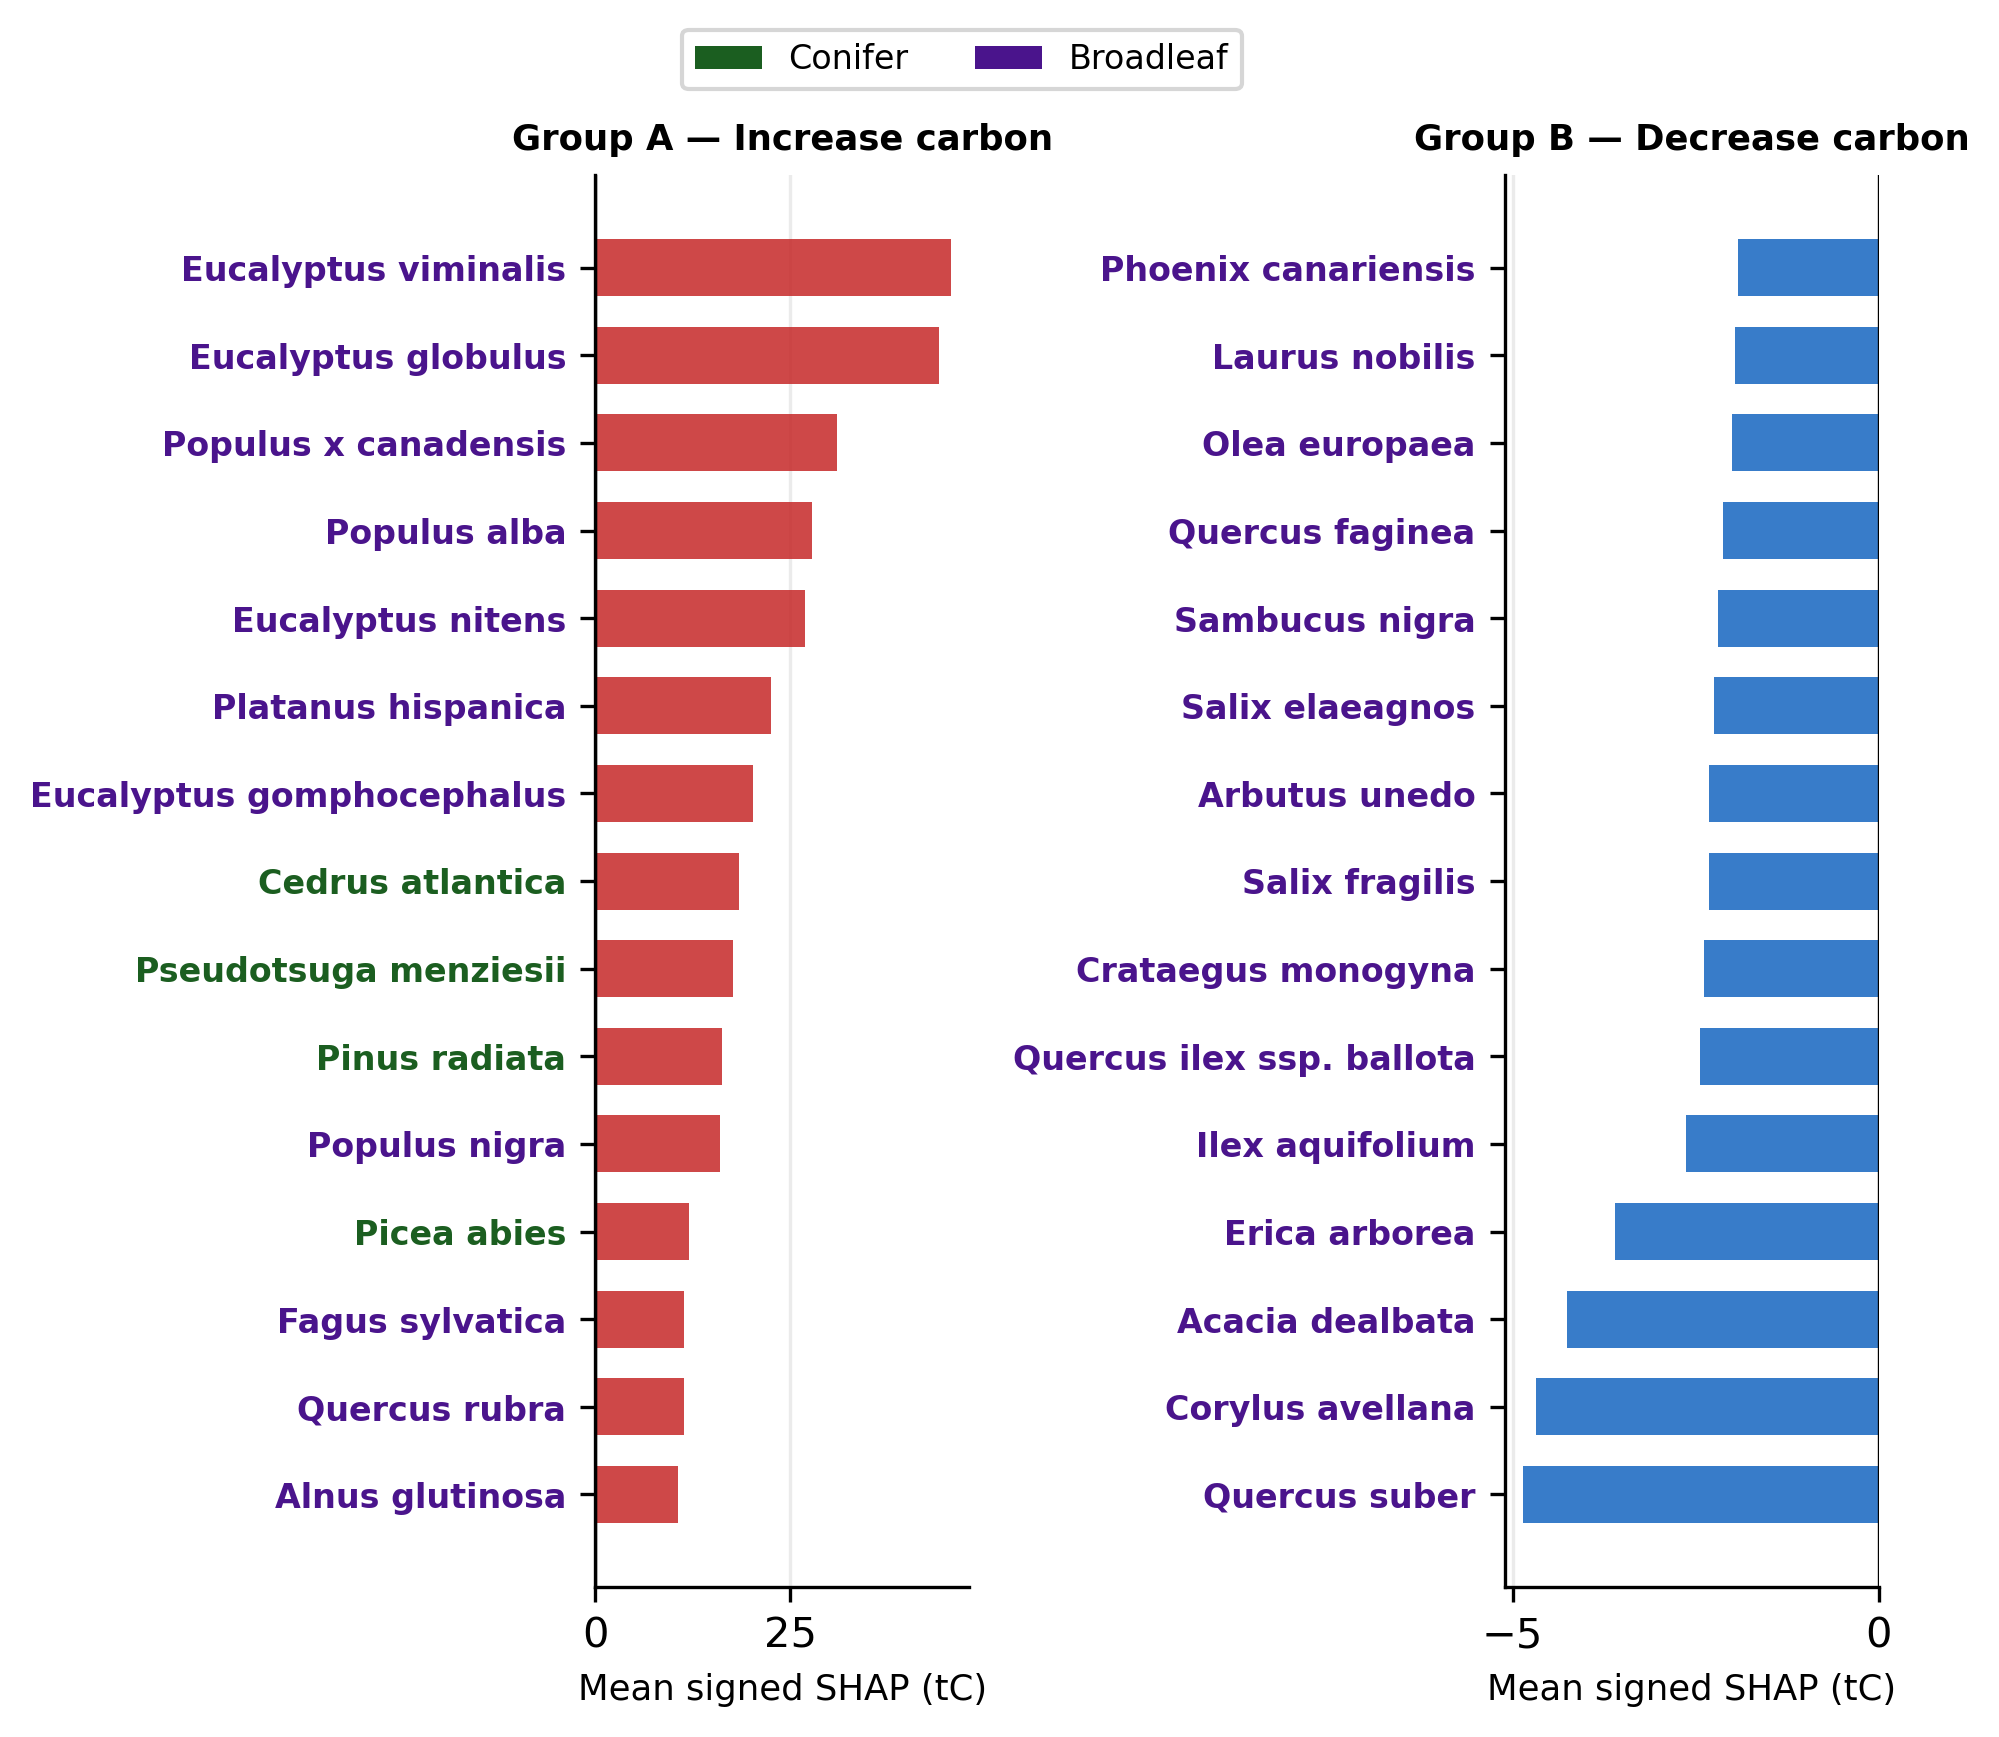 Conifer
Broadleaf
Group A — Increase carbon
Eucalyptus viminalis
Eucalyptus globulus
Populus x canadensis
Populus alba
Eucalyptus nitens
Platanus hispanica
Eucalyptus gomphocephalus
Cedrus atlantica
Pseudotsuga menziesii
Pinus radiata
Populus nigra
Picea abies
Fagus sylvatica
Quercus rubra
Alnus glutinosa
0 25
Mean signed SHAP (tC)
Group B — Decrease carbon
Phoenix canariensis
Laurus nobilis
Olea europaea
Quercus faginea
Sambucus nigra
Salix elaeagnos
Arbutus unedo
Salix fragilis
Crataegus monogyna
Quercus ilex ssp. ballota
Ilex aquifolium
Erica arborea
Acacia dealbata
Corylus avellana
Quercus suber
−5 0
Mean signed SHAP (tC)